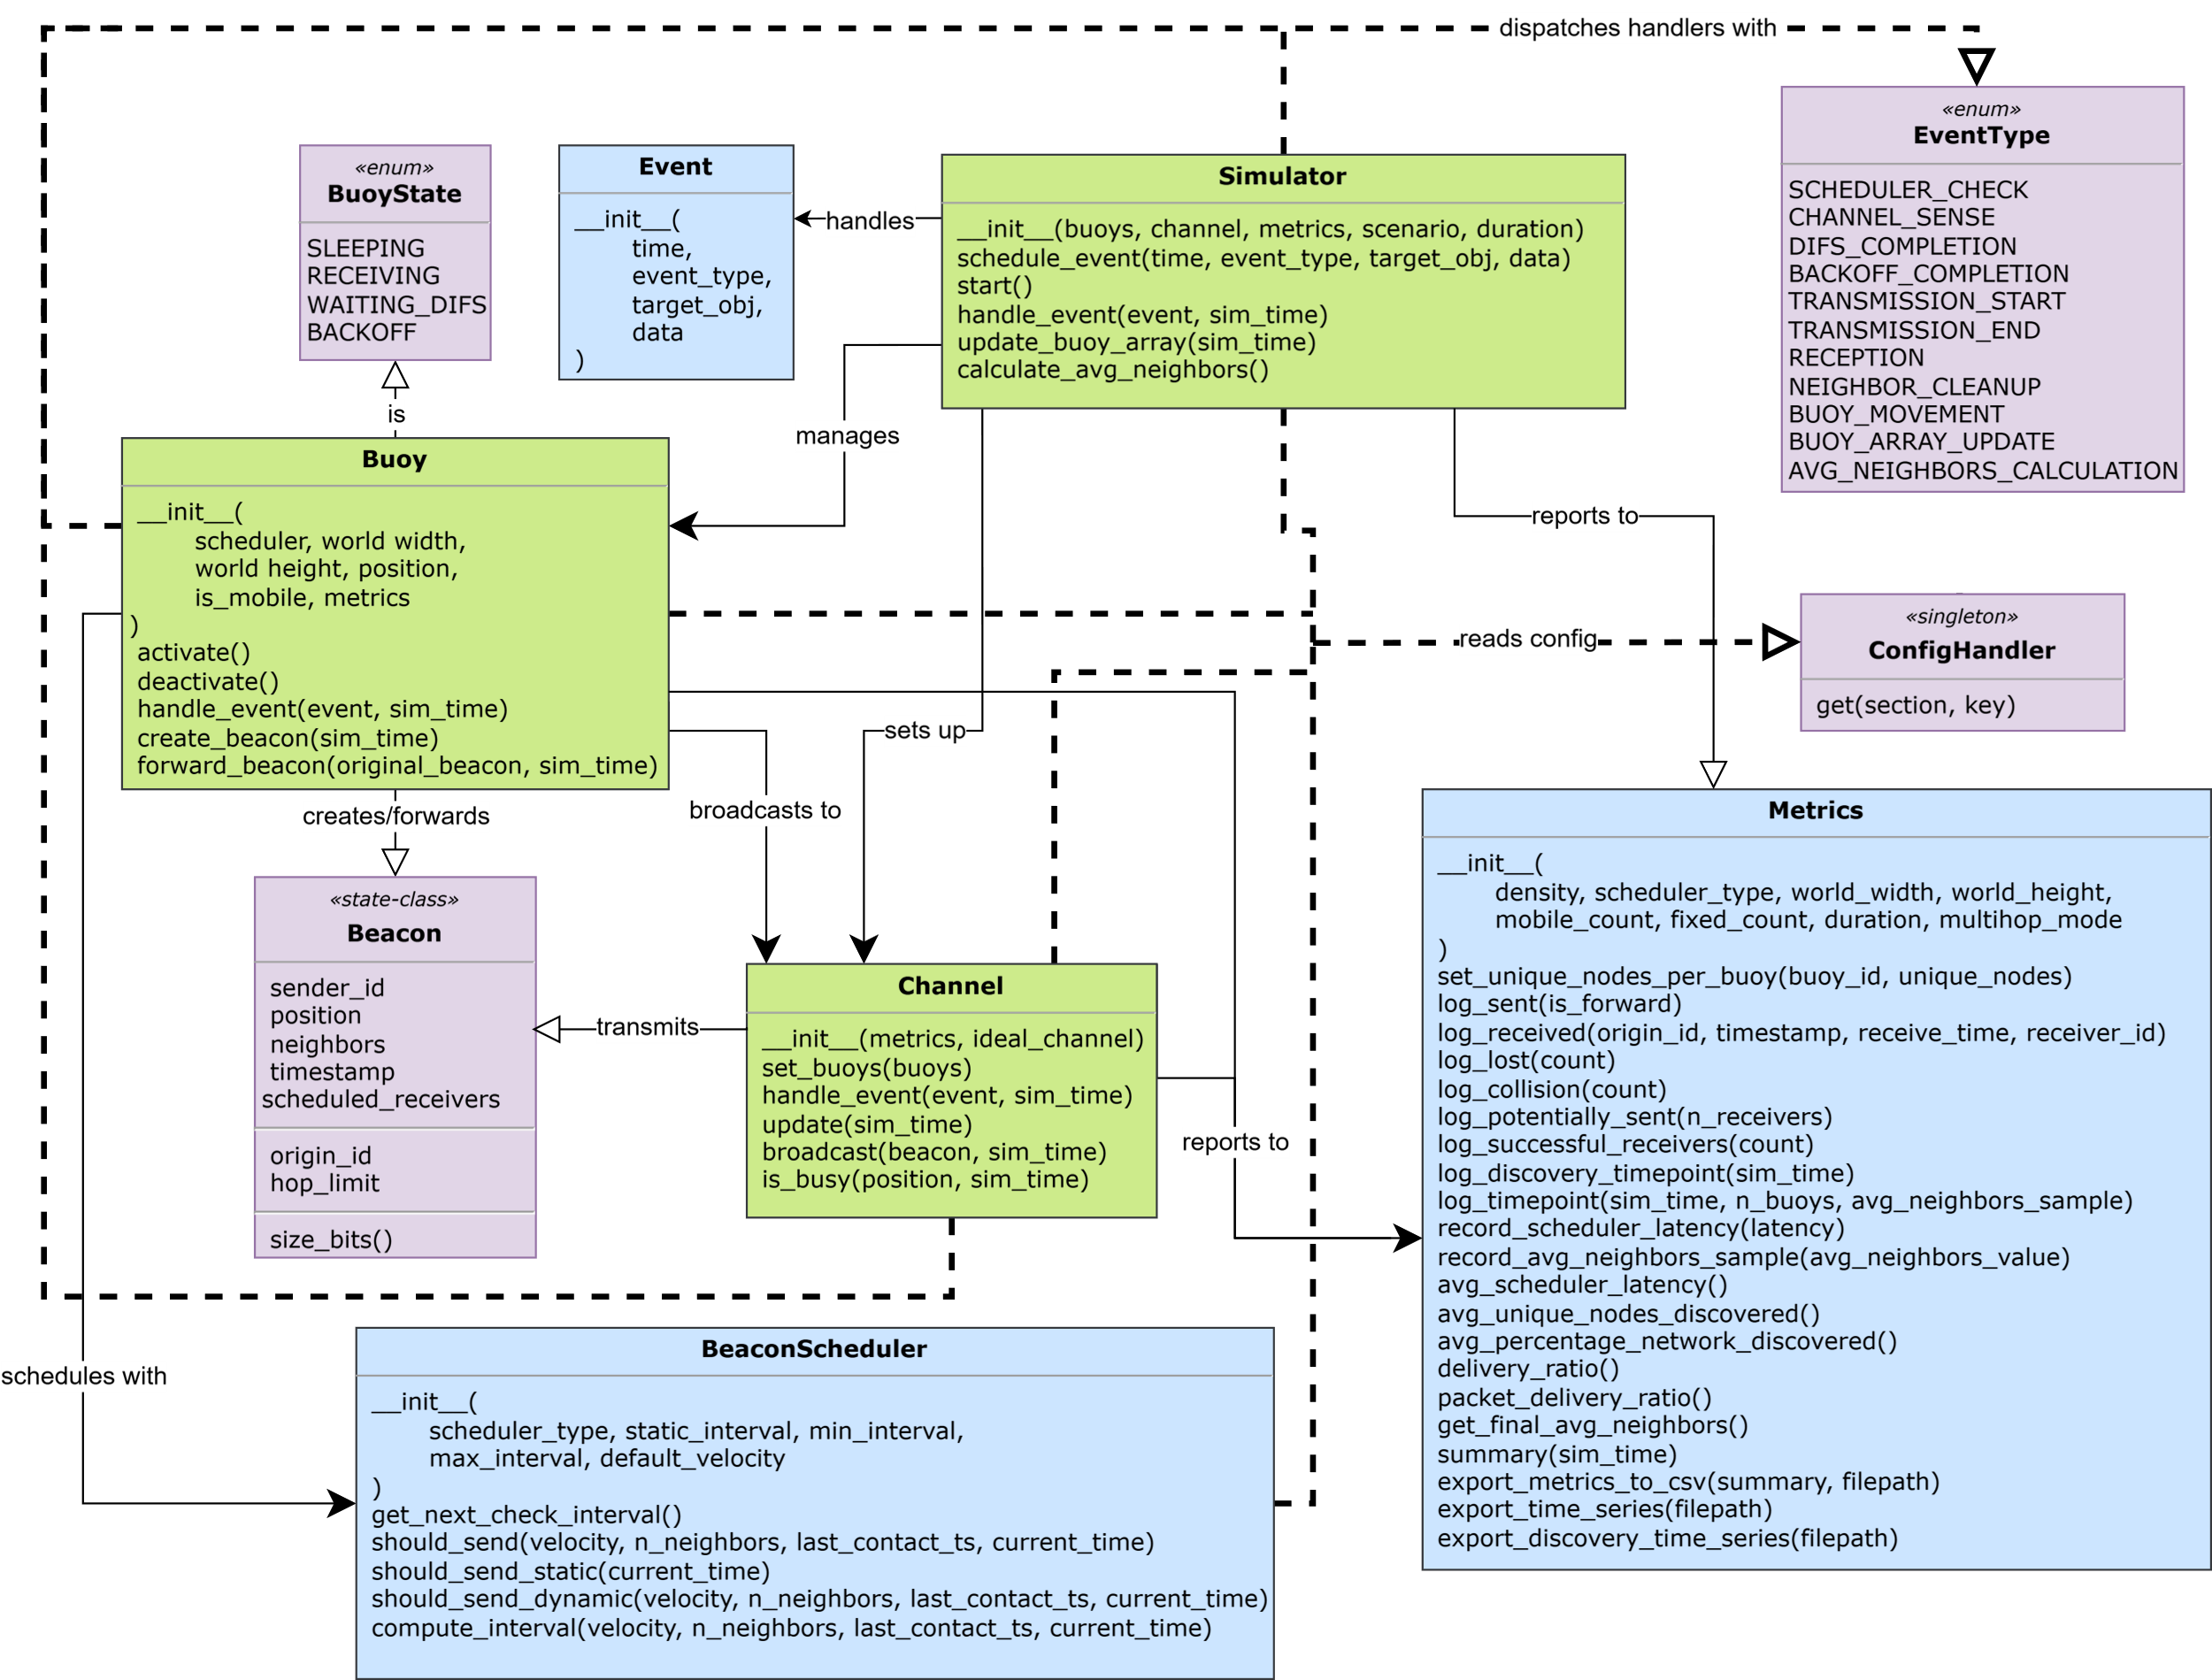 dispatches handlers with
«enum»
EventType
SCHEDULER_CHECK
CHANNEL_SENSE
DIFS_COMPLETION
BACKOFF_COMPLETION
TRANSMISSION_START
TRANSMISSION_END
RECEPTION
NEIGHBOR_CLEANUP
BUOY_MOVEMENT
BUOY_ARRAY_UPDATE
AVG_NEIGHBORS_CALCULATION
«enum»
BuoyState
SLEEPING
RECEIVING
WAITING_DIFS
BACKOFF
Event
__init__(
time,
event_type,
target_obj,
data
)
handles
Simulator
__init__(buoys, channel, metrics, scenario, duration)
schedule_event(time, event_type, target_obj, data)
start()
handle_event(event, sim_time)
update_buoy_array(sim_time)
calculate_avg_neighbors()
is
manages
reports to
Buoy
__init__(
scheduler, world width,
world height, position,
is_mobile, metrics
)
activate()
deactivate()
handle_event(event, sim_time)
create_beacon(sim_time)
forward_beacon(original_beacon, sim_time)
reads config
«singleton»
ConfigHandler
get(section, key)
sets up
broadcasts to
creates/forwards
«state-class»
Beacon
sender_id
position
neighbors
timestamp
scheduled_receivers
origin_id
hop_limit
size_bits()
transmits
Channel
__init__(metrics, ideal_channel)
set_buoys(buoys)
handle_event(event, sim_time)
update(sim_time)
broadcast(beacon, sim_time)
is_busy(position, sim_time)
reports to
Metrics
__init__(
density, scheduler_type, world_width, world_height,
mobile_count, fixed_count, duration, multihop_mode
)
set_unique_nodes_per_buoy(buoy_id, unique_nodes)
log_sent(is_forward)
log_received(origin_id, timestamp, receive_time, receiver_id)
log_lost(count)
log_collision(count)
log_potentially_sent(n_receivers)
log_successful_receivers(count)
log_discovery_timepoint(sim_time)
log_timepoint(sim_time, n_buoys, avg_neighbors_sample)
record_scheduler_latency(latency)
record_avg_neighbors_sample(avg_neighbors_value)
avg_scheduler_latency()
avg_unique_nodes_discovered()
avg_percentage_network_discovered()
delivery_ratio()
packet_delivery_ratio()
get_final_avg_neighbors()
summary(sim_time)
export_metrics_to_csv(summary, filepath)
export_time_series(filepath)
export_discovery_time_series(filepath)
schedules with
BeaconScheduler
__init__(
scheduler_type, static_interval, min_interval,
max_interval, default_velocity
)
get_next_check_interval()
should_send(velocity, n_neighbors, last_contact_ts, current_time)
should_send_static(current_time)
should_send_dynamic(velocity, n_neighbors, last_contact_ts, current_time)
compute_interval(velocity, n_neighbors, last_contact_ts, current_time)